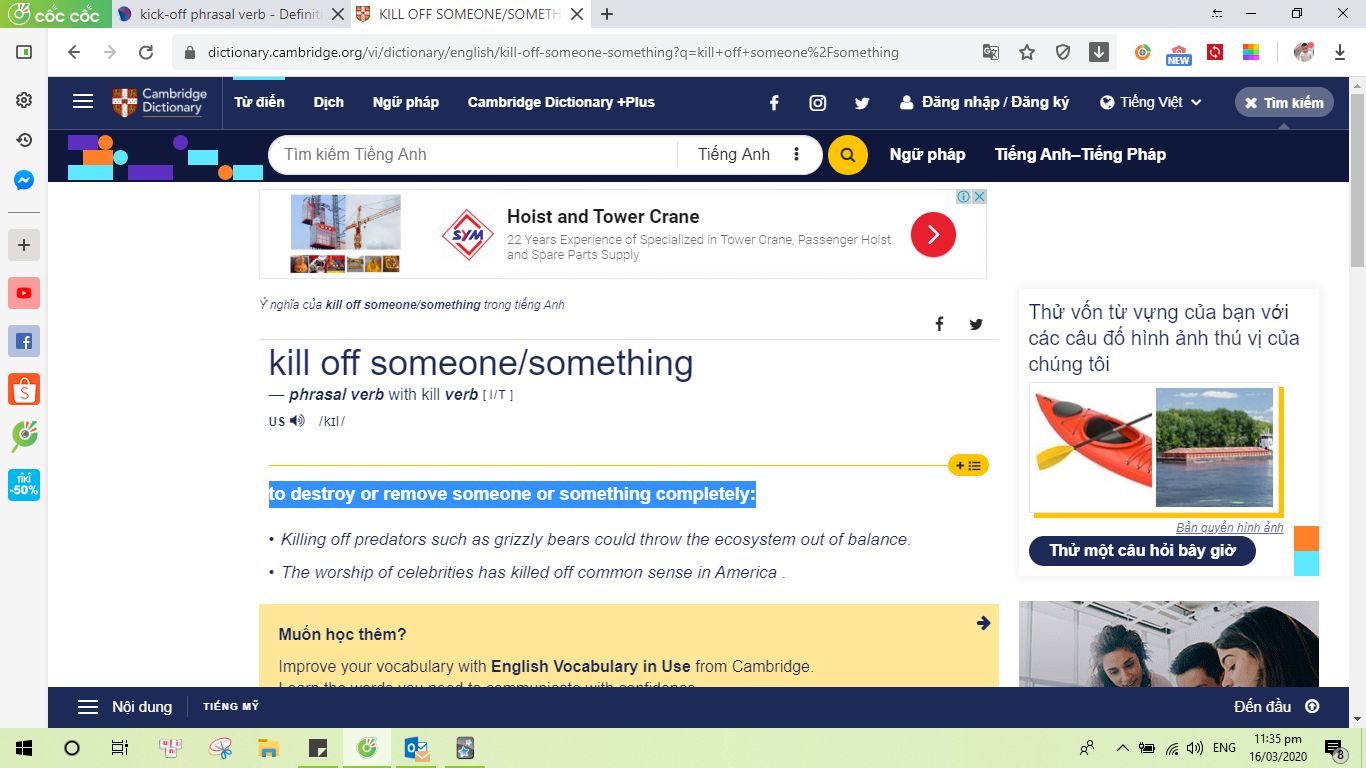 cốc cốc
kick-off phrasal verb - Definiti
KILL OFF SOMEONE/SOMETH
dictionary.cambridge.org/vi/dictionary/english/kill-off-someone-something?q=kill+off+someone%2Fsomething
NEW
Cambridge
Dictionary
Từ điển
Dịch
Ngữ pháp
Cambridge Dictionary +Plus
Đăng nhập / Đăng ký
Tiếng Việt
Tìm kiếm
Tìm kiếm Tiếng Anh
Tiếng Anh
Ngữ pháp
Tiếng Anh–Tiếng Pháp
SYM
Hoist and Tower Crane
22 Years Experience of Specialized in Tower Crane, Passenger Hoist
and Spare Parts Supply
Ý nghĩa của kill off someone/something trong tiếng Anh
kill off someone/something
— phrasal verb with kill verb [ I/T ]
US /kɪl/
to destroy or remove someone or something completely:
• Killing off predators such as grizzly bears could throw the ecosystem out of balance.
• The worship of celebrities has killed off common sense in America .
Muốn học thêm?
Improve your vocabulary with English Vocabulary in Use from Cambridge.
Learn the words you need to communicate with confidence.
Thử vốn từ vựng của bạn với
các câu đố hình ảnh thú vị của
chúng tôi
Bản quyền hình ảnh
Thử một câu hỏi bây giờ
TIKI
-50%
Nội dung
TIẾNG MỸ
Đến đầu
ENG
11:35 pm
16/03/2020
8